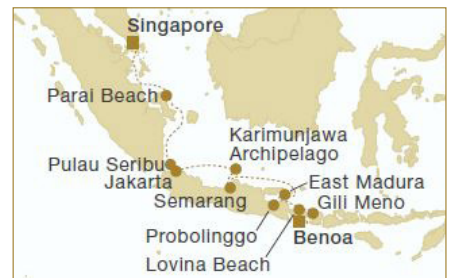 Singapore
Parai Beach
Karimunjawa
Archipelago
Pulau Seribu
Jakarta
East Madura
Semarang
Gili Meno
Probolinggo
Benoa
Lovina Beach